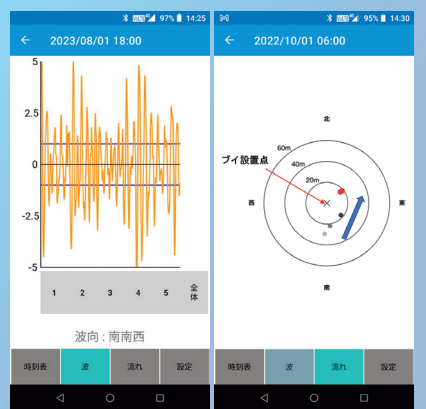 97% 14:25
← 2023/08/01 18:00
5
2.5
0
-2.5
-5
1 2 3 4 5 全体
波向 : 南南西
時刻表 波 流れ 設定
95% 14:30
← 2022/10/01 06:00
北
60m
ブイ設置点
40m
20m
西 東
南
時刻表 波 流れ 設定